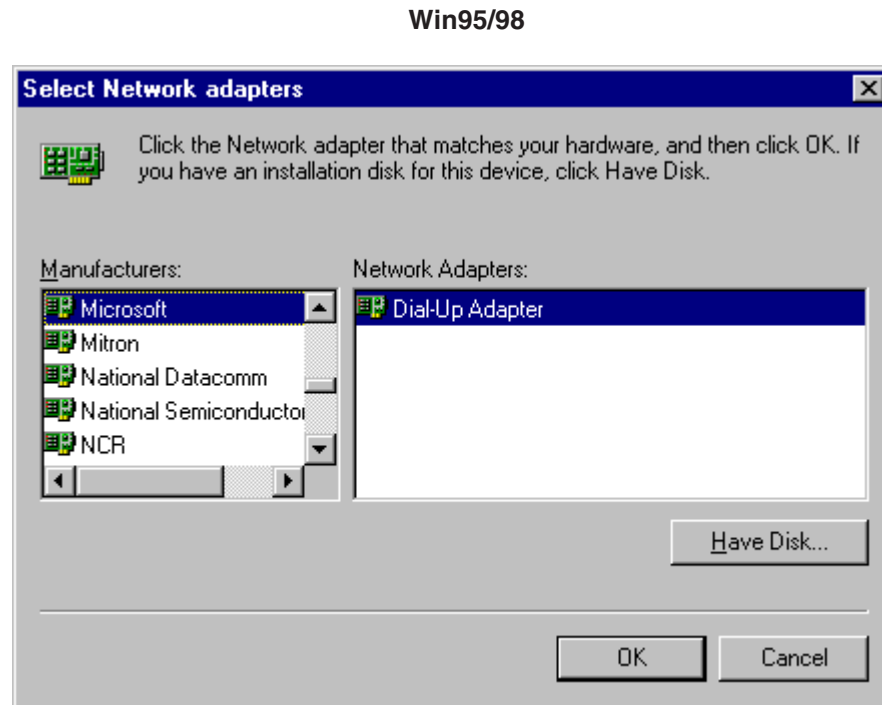 Win95/98
Select Network adapters
Click the Network adapter that matches your hardware, and then click OK. If
you have an installation disk for this device, click Have Disk.
Manufacturers:
Network Adapters:
Microsoft
Mitron
National Datacomm
National Semiconductor
NCR
Dial-Up Adapter
Have Disk...
OK
Cancel